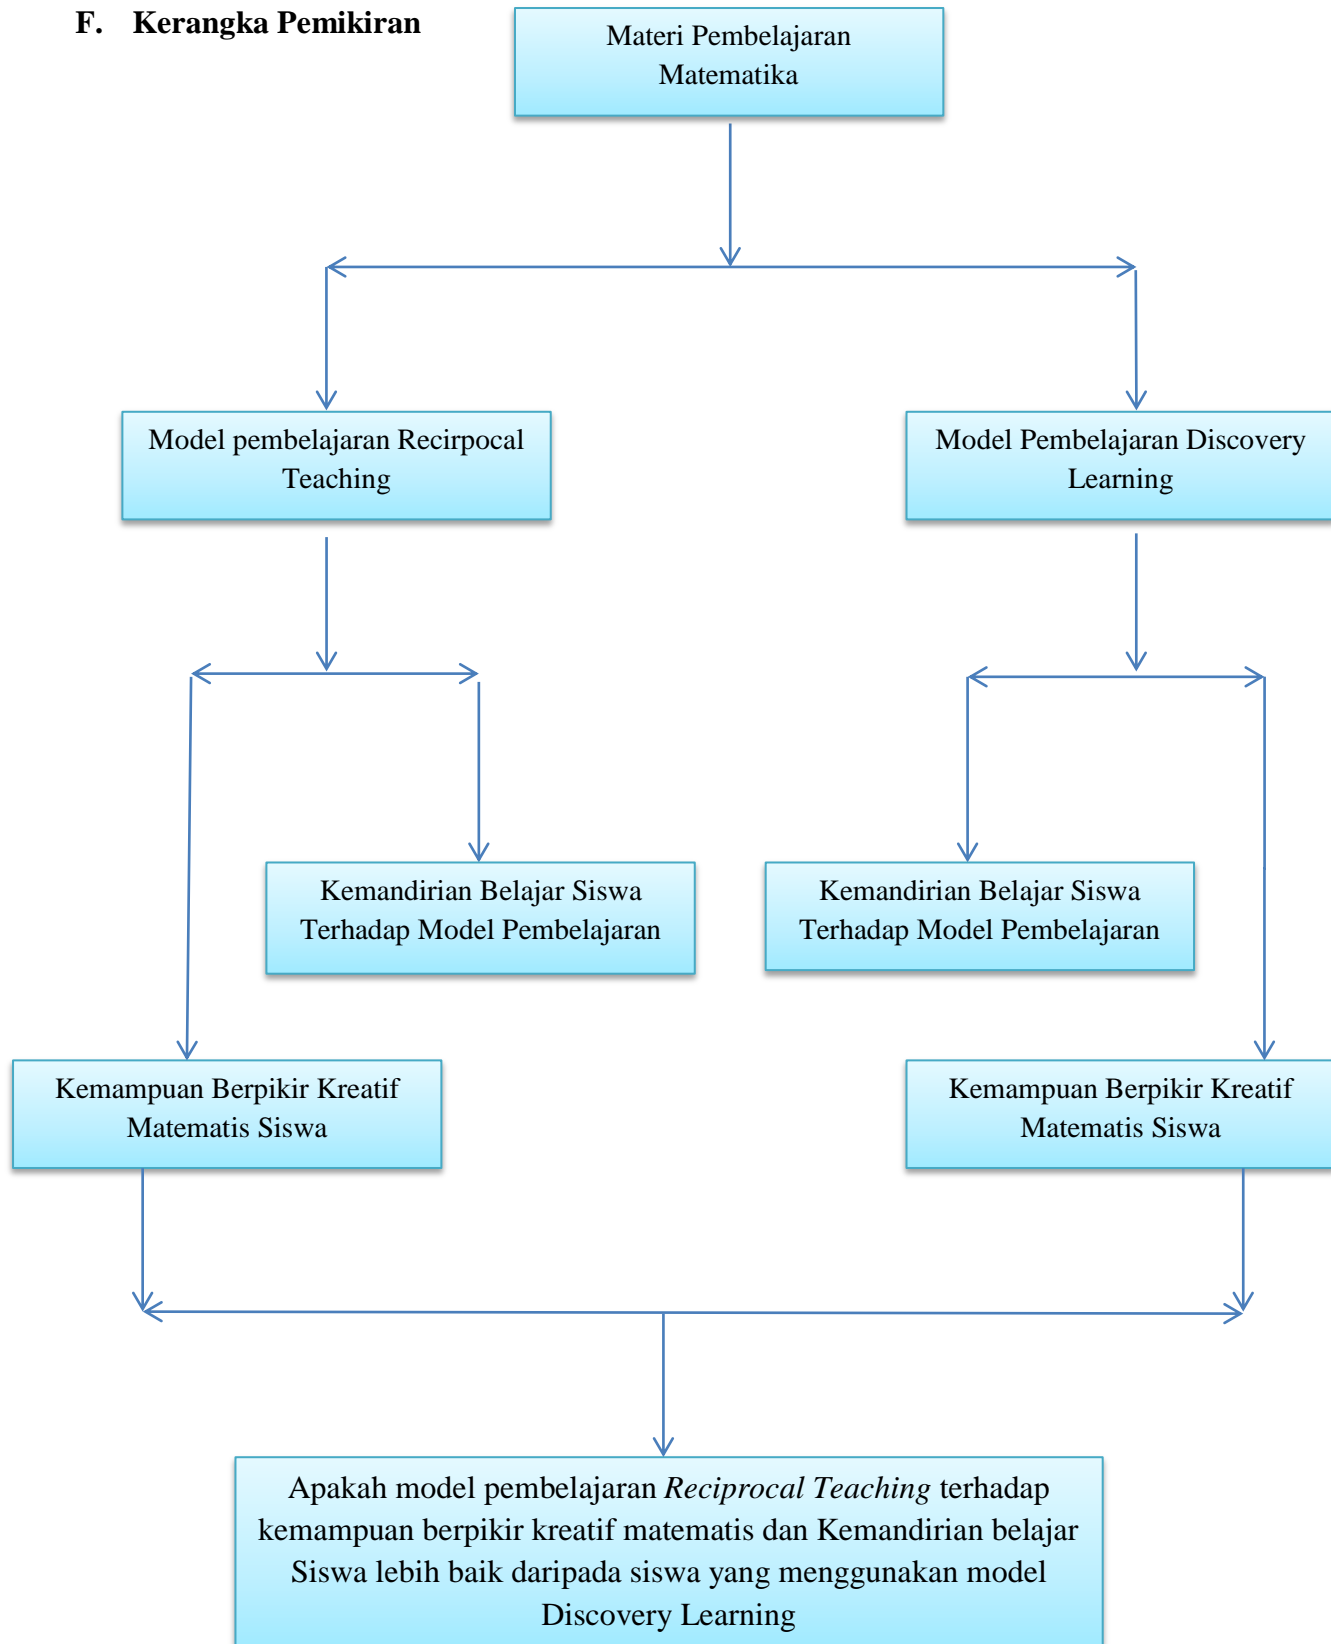 F. Kerangka Pemikiran
Materi Pembelajaran
Matematika
Model pembelajaran Recirpocal
Teaching
Model Pembelajaran Discovery
Learning
Kemandirian Belajar Siswa
Terhadap Model Pembelajaran
Kemandirian Belajar Siswa
Terhadap Model Pembelajaran
Kemampuan Berpikir Kreatif
Matematis Siswa
Kemampuan Berpikir Kreatif
Matematis Siswa
Apakah model pembelajaran Reciprocal Teaching terhadap
kemampuan berpikir kreatif matematis dan Kemandirian belajar
Siswa lebih baik daripada siswa yang menggunakan model
Discovery Learning